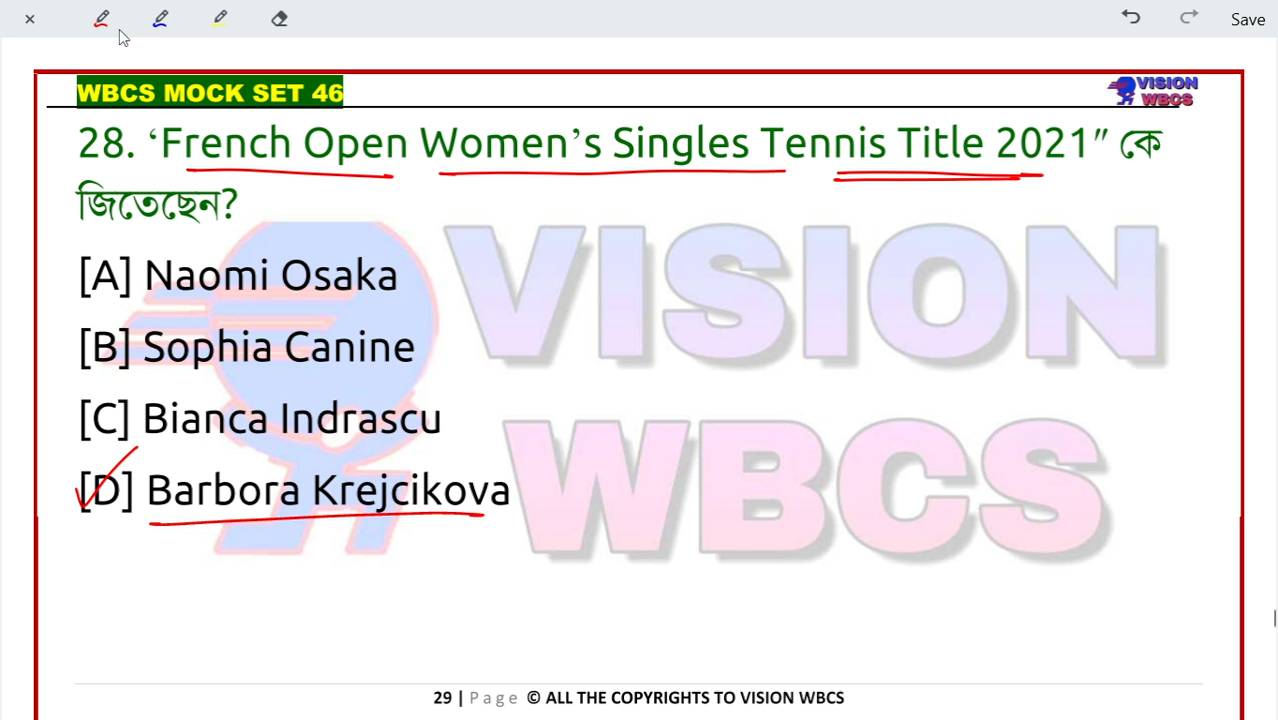 Save
WBCS MOCK SET 46
VISION
WBCS
28. ‘French Open Women’s Singles Tennis Title 2021” কে
জিতেছেন?
[A] Naomi Osaka
[B] Sophia Canine
[C] Bianca Indrascu
[D] Barbora Krejcikova
VISION
WBCS
29 | Page © ALL THE COPYRIGHTS TO VISION WBCS